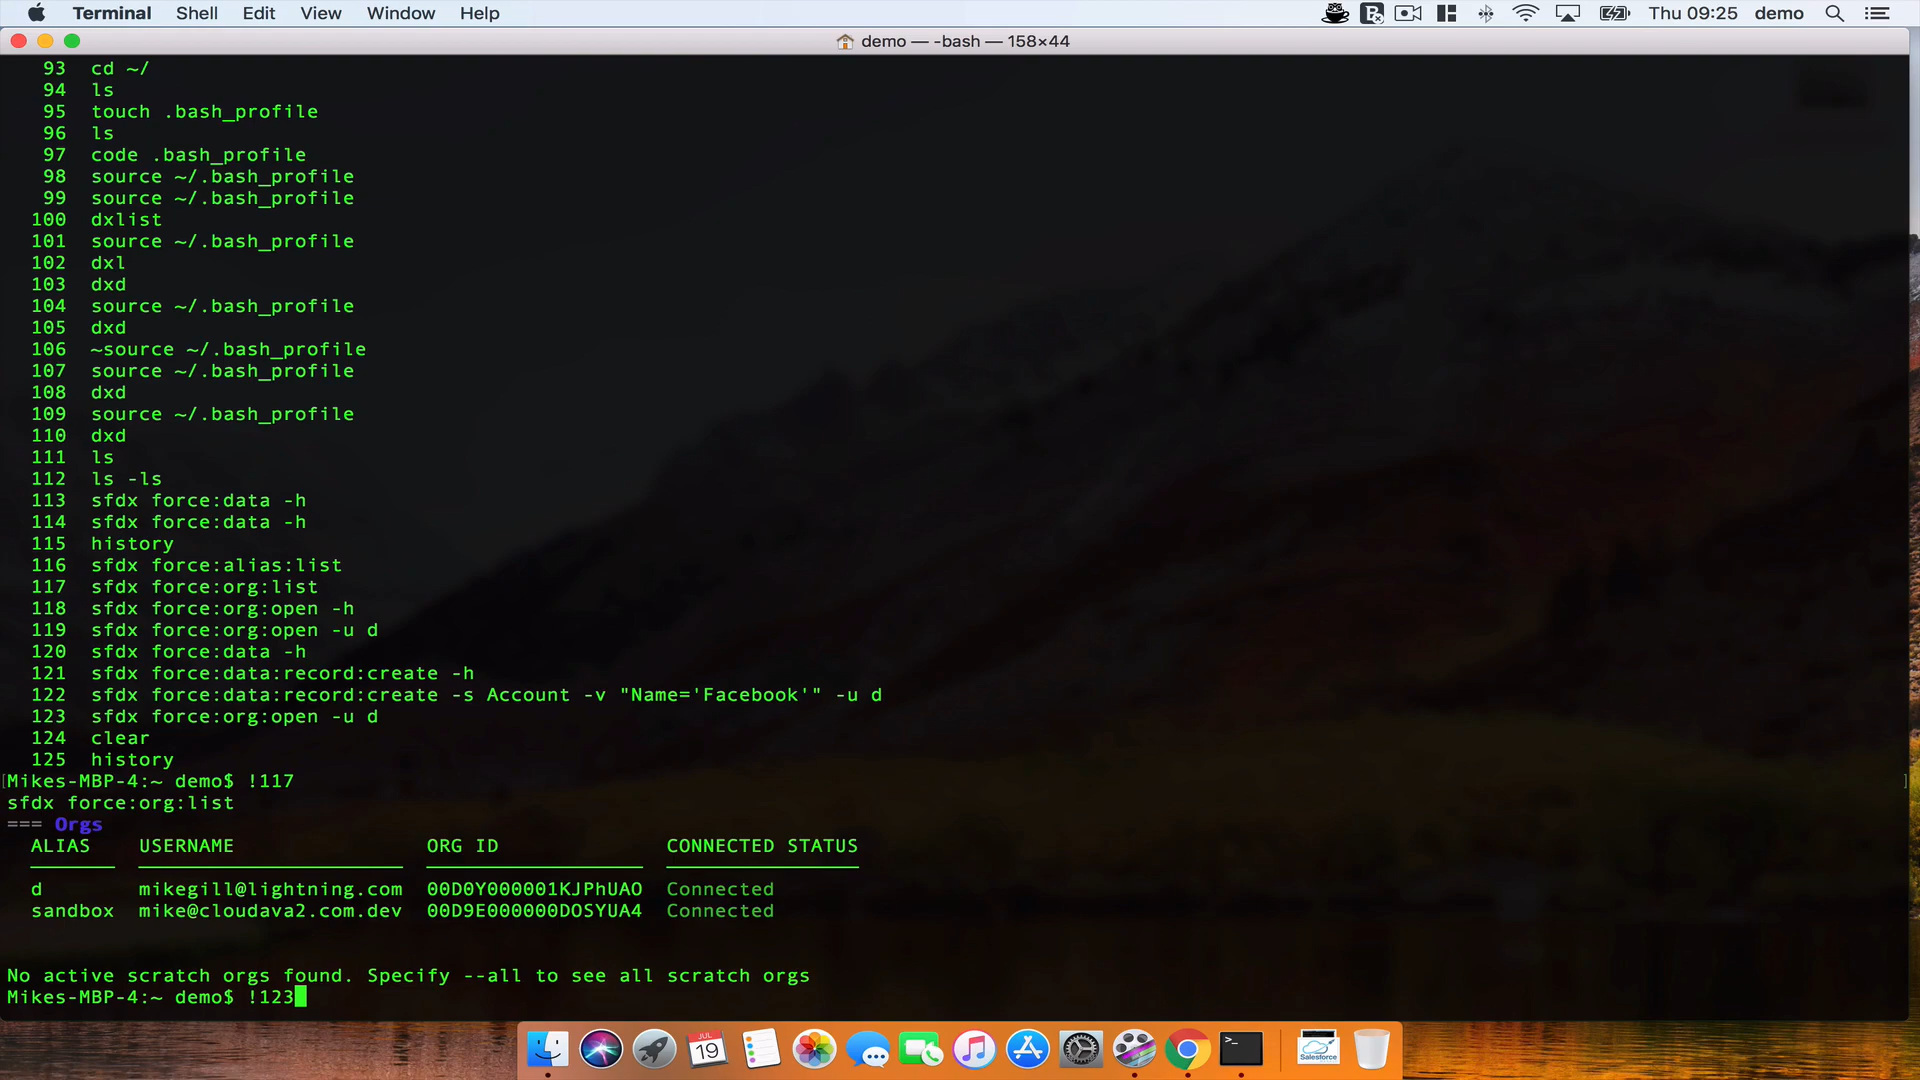 Terminal Shell Edit View Window Help Thu 09:25 demo
demo — -bash — 158×44
93 cd ~/
94 ls
95 touch .bash_profile
96 ls
97 code .bash_profile
98 source ~/.bash_profile
99 source ~/.bash_profile
100 dxlist
101 source ~/.bash_profile
102 dxl
103 dxd
104 source ~/.bash_profile
105 dxd
106 ~source ~/.bash_profile
107 source ~/.bash_profile
108 dxd
109 source ~/.bash_profile
110 dxd
111 ls
112 ls -ls
113 sfdx force:data -h
114 sfdx force:data -h
115 history
116 sfdx force:alias:list
117 sfdx force:org:list
118 sfdx force:org:open -h
119 sfdx force:org:open -u d
120 sfdx force:data -h
121 sfdx force:data:record:create -h
122 sfdx force:data:record:create -s Account -v "Name='Facebook'" -u d
123 sfdx force:org:open -u d
124 clear
125 history
[Mikes-MBP-4:~ demo$ !117 ]
sfdx force:org:list
=== Orgs
ALIAS USERNAME ORG ID CONNECTED STATUS
d mikegill@lightning.com 00D0Y000001KJPhUAO Connected
sandbox mike@cloudava2.com.dev 00D9E000000DOSYUA4 Connected
No active scratch orgs found. Specify --all to see all scratch orgs
Mikes-MBP-4:~ demo$ !123
JUL
19
>_
Salesforce